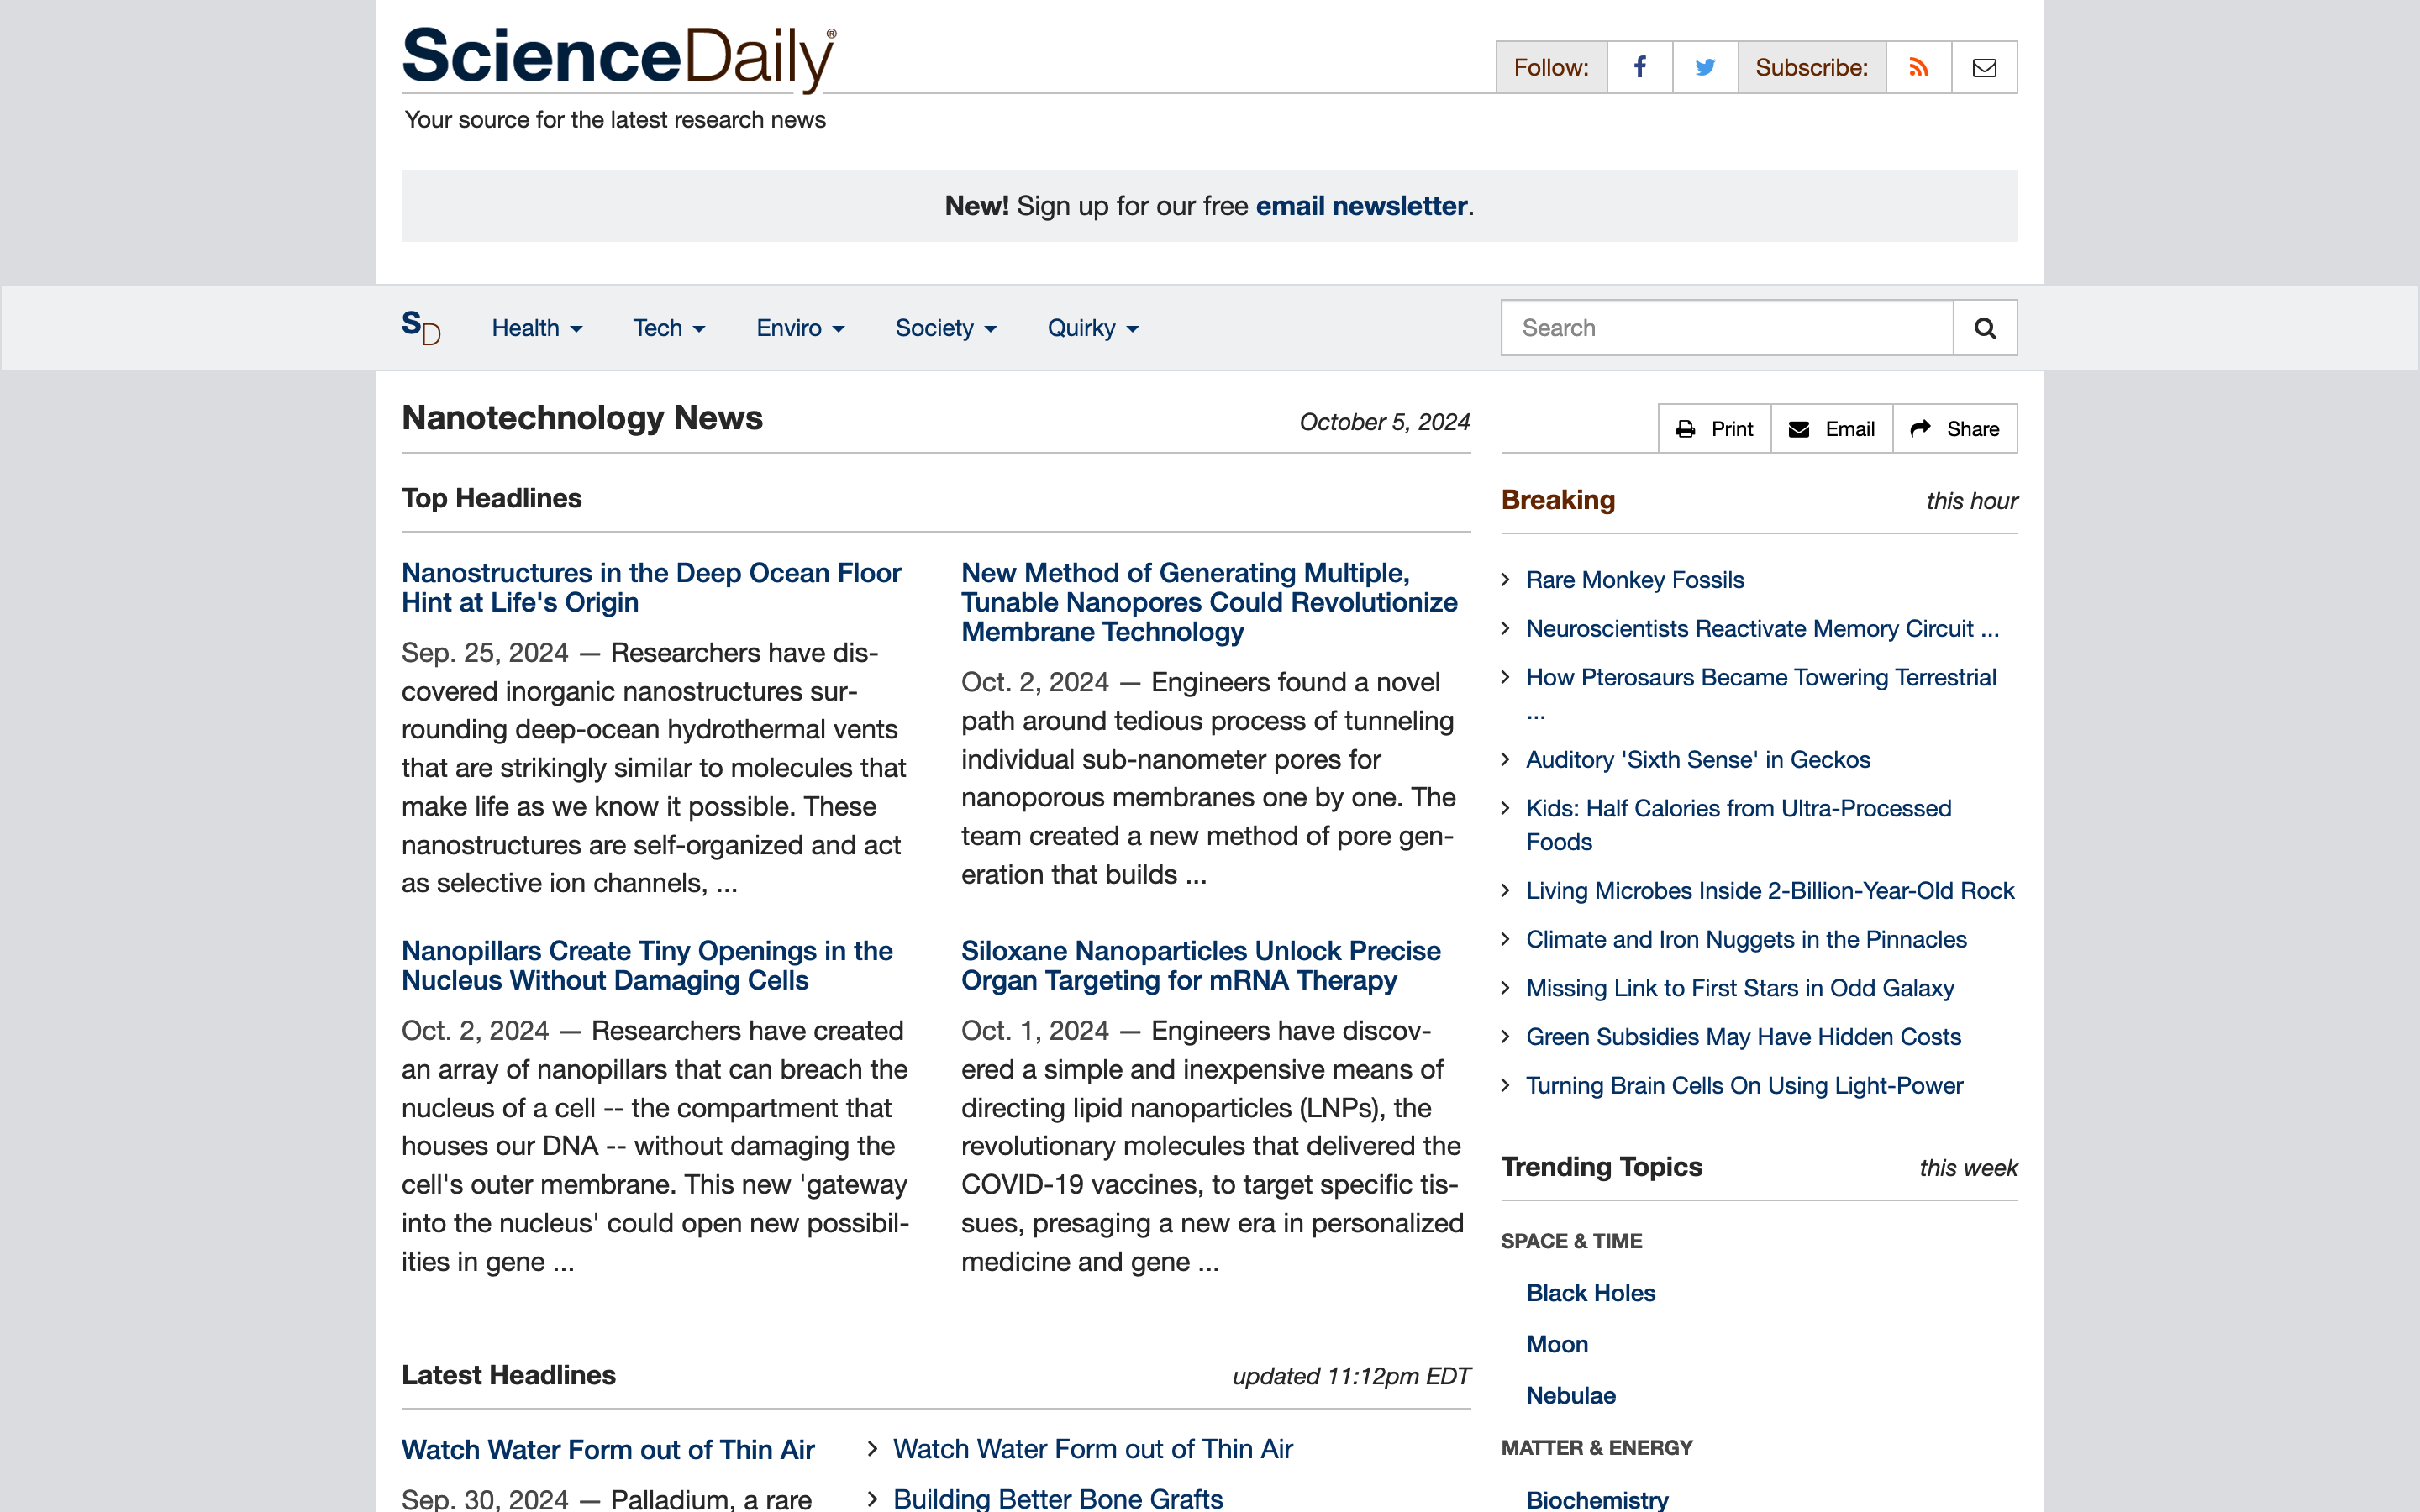 ScienceDaily®
Your source for the latest research news
Follow:
Subscribe:
New! Sign up for our free email newsletter.
SD
Health
Tech
Enviro
Society
Quirky
Search
Nanotechnology News
October 5, 2024
Print
Email
Share
Top Headlines
Nanostructures in the Deep Ocean Floor
Hint at Life's Origin
Sep. 25, 2024 — Researchers have dis-
covered inorganic nanostructures sur-
rounding deep-ocean hydrothermal vents
that are strikingly similar to molecules that
make life as we know it possible. These
nanostructures are self-organized and act
as selective ion channels, ...
New Method of Generating Multiple,
Tunable Nanopores Could Revolutionize
Membrane Technology
Oct. 2, 2024 — Engineers found a novel
path around tedious process of tunneling
individual sub-nanometer pores for
nanoporous membranes one by one. The
team created a new method of pore gen-
eration that builds ...
Nanopillars Create Tiny Openings in the
Nucleus Without Damaging Cells
Oct. 2, 2024 — Researchers have created
an array of nanopillars that can breach the
nucleus of a cell -- the compartment that
houses our DNA -- without damaging the
cell's outer membrane. This new 'gateway
into the nucleus' could open new possibil-
ities in gene ...
Siloxane Nanoparticles Unlock Precise
Organ Targeting for mRNA Therapy
Oct. 1, 2024 — Engineers have discov-
ered a simple and inexpensive means of
directing lipid nanoparticles (LNPs), the
revolutionary molecules that delivered the
COVID-19 vaccines, to target specific tis-
sues, presaging a new era in personalized
medicine and gene ...
Latest Headlines
updated 11:12pm EDT
Watch Water Form out of Thin Air
Sep. 30, 2024 — Palladium, a rare
Watch Water Form out of Thin Air
Building Better Bone Grafts
Breaking
this hour
Rare Monkey Fossils
Neuroscientists Reactivate Memory Circuit ...
How Pterosaurs Became Towering Terrestrial
...
Auditory 'Sixth Sense' in Geckos
Kids: Half Calories from Ultra-Processed
Foods
Living Microbes Inside 2-Billion-Year-Old Rock
Climate and Iron Nuggets in the Pinnacles
Missing Link to First Stars in Odd Galaxy
Green Subsidies May Have Hidden Costs
Turning Brain Cells On Using Light-Power
Trending Topics
this week
SPACE & TIME
Black Holes
Moon
Nebulae
MATTER & ENERGY
Biochemistry